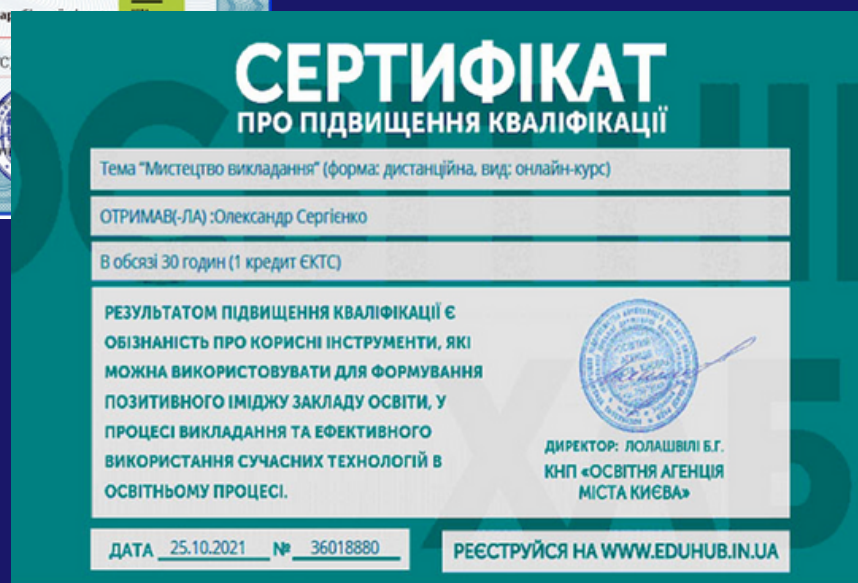 СЕРТИФІКАТ
ПРО ПІДВИЩЕННЯ КВАЛІФІКАЦІЇ
Тема "Мистецтво викладання" (форма: дистанційна, вид: онлайн-курс)
ОТРИМАВ(-ЛА) :Олександр Сергієнко
В обсязі 30 годин (1 кредит ЄКТС)
РЕЗУЛЬТАТОМ ПІДВИЩЕННЯ КВАЛІФІКАЦІЇ Є
ОБІЗНАНІСТЬ ПРО КОРИСНІ ІНСТРУМЕНТИ, ЯКІ
МОЖНА ВИКОРИСТОВУВАТИ ДЛЯ ФОРМУВАННЯ
ПОЗИТИВНОГО ІМІДЖУ ЗАКЛАДУ ОСВІТИ, У
ПРОЦЕСІ ВИКЛАДАННЯ ТА ЕФЕКТИВНОГО
ВИКОРИСТАННЯ СУЧАСНИХ ТЕХНОЛОГІЙ В
ОСВІТНЬОМУ ПРОЦЕСІ.
ДИРЕКТОР: ЛОЛАШВІЛІ Б.Г.
КНП «ОСВІТНЯ АГЕНЦІЯ
МІСТА КИЄВА»
ДАТА 25.10.2021 № 36018880
РЕЄСТРУЙСЯ НА WWW.EDUHUB.IN.UA